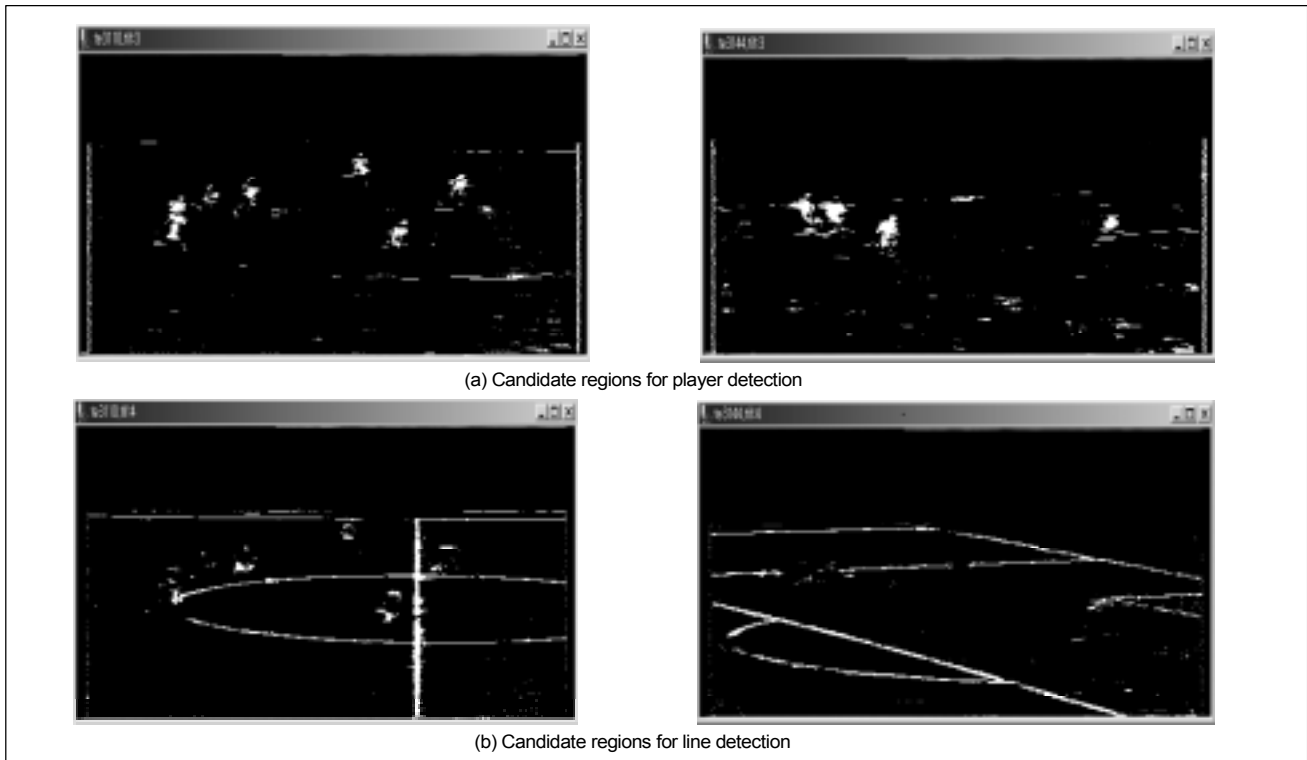 (a) Candidate regions for player detection
(b) Candidate regions for line detection